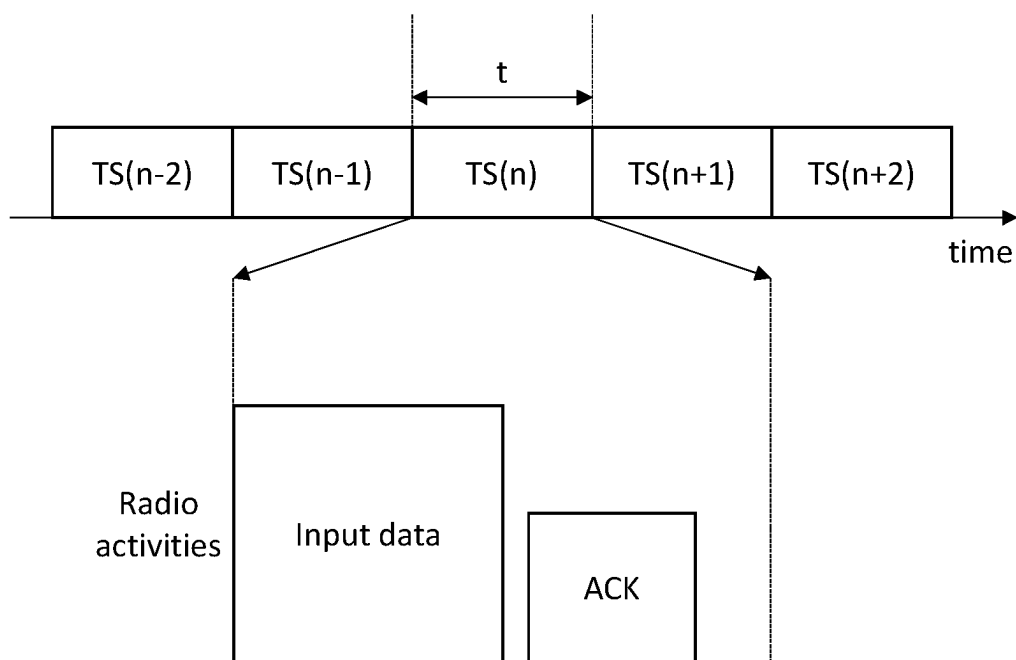 t
TS(n-2)
TS(n-1)
TS(n)
TS(n+1)
TS(n+2)
time
Radio
activities
Input data
ACK